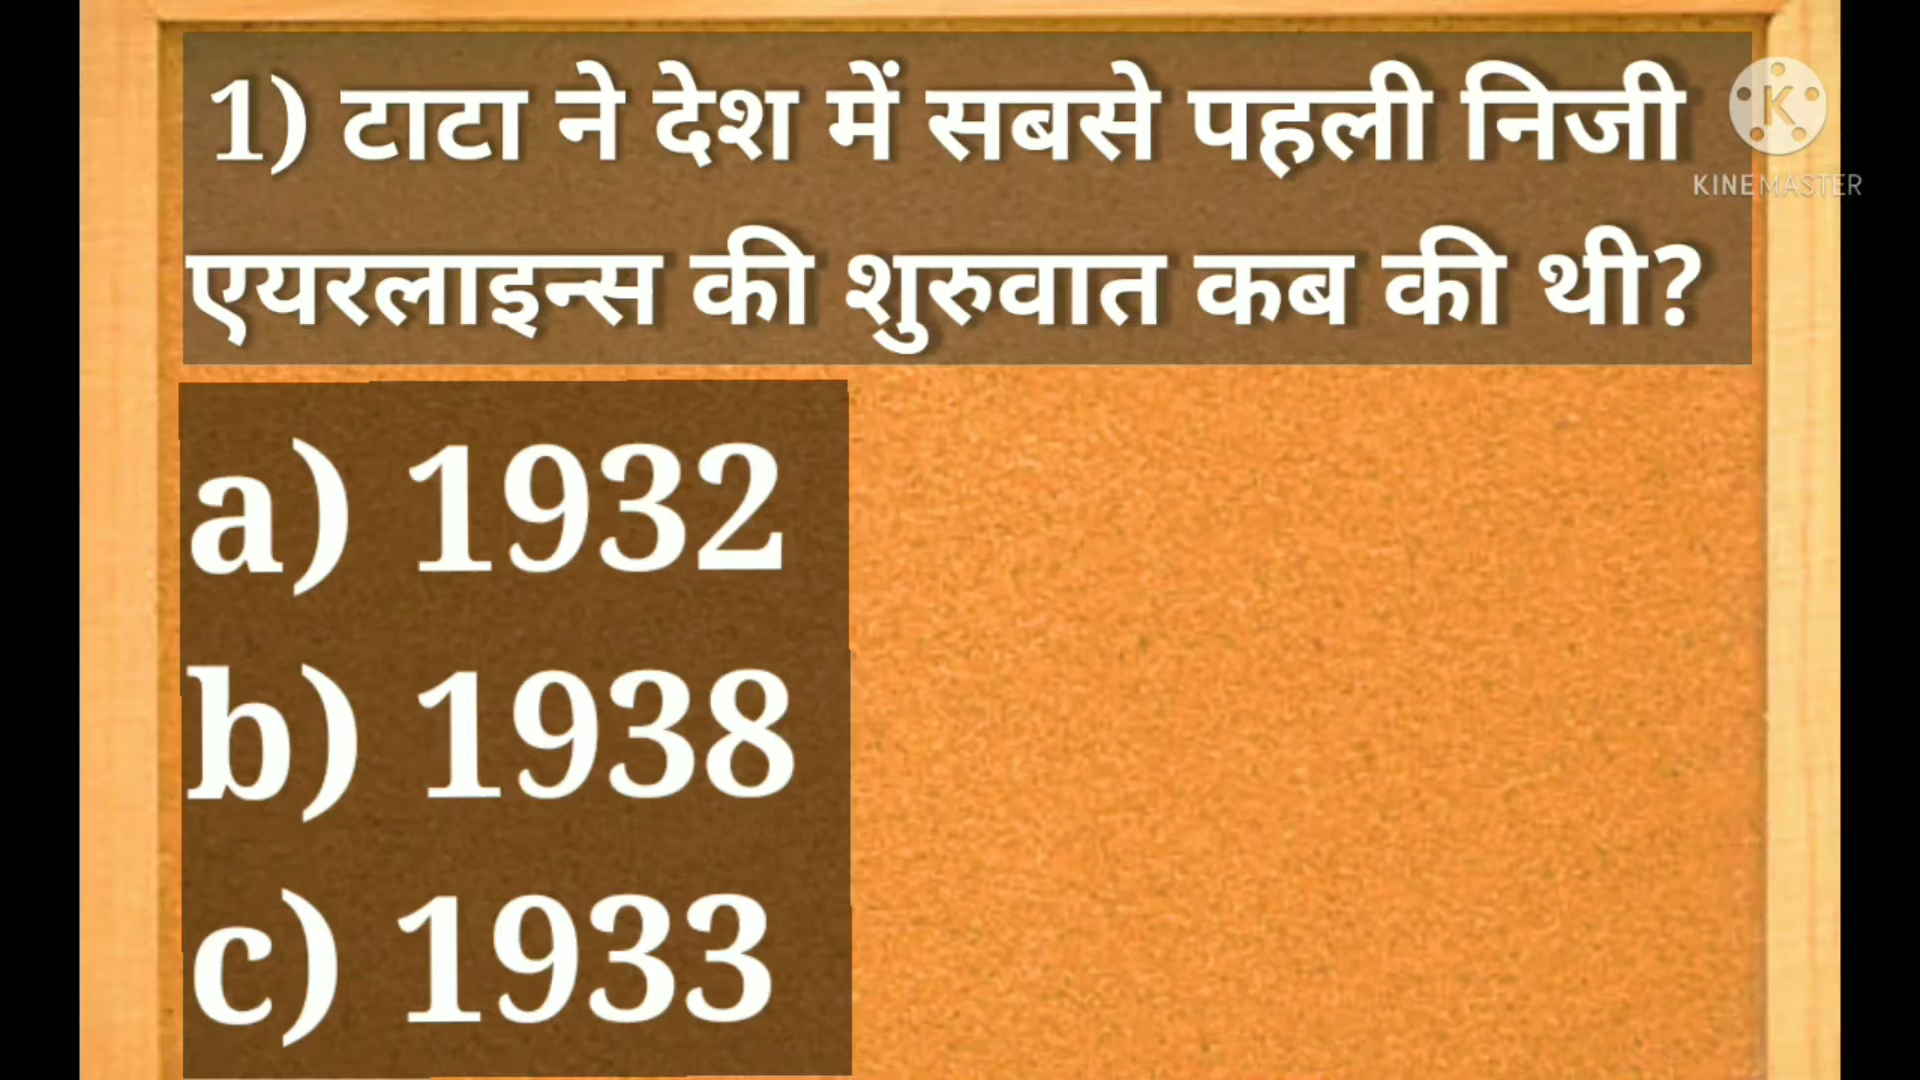 1) टाटा ने देश में सबसे पहली निजी
एयरलाइन्स की शुरुवात कब की थी?
a) 1932
b) 1938
c) 1933
K
KINEMASTER